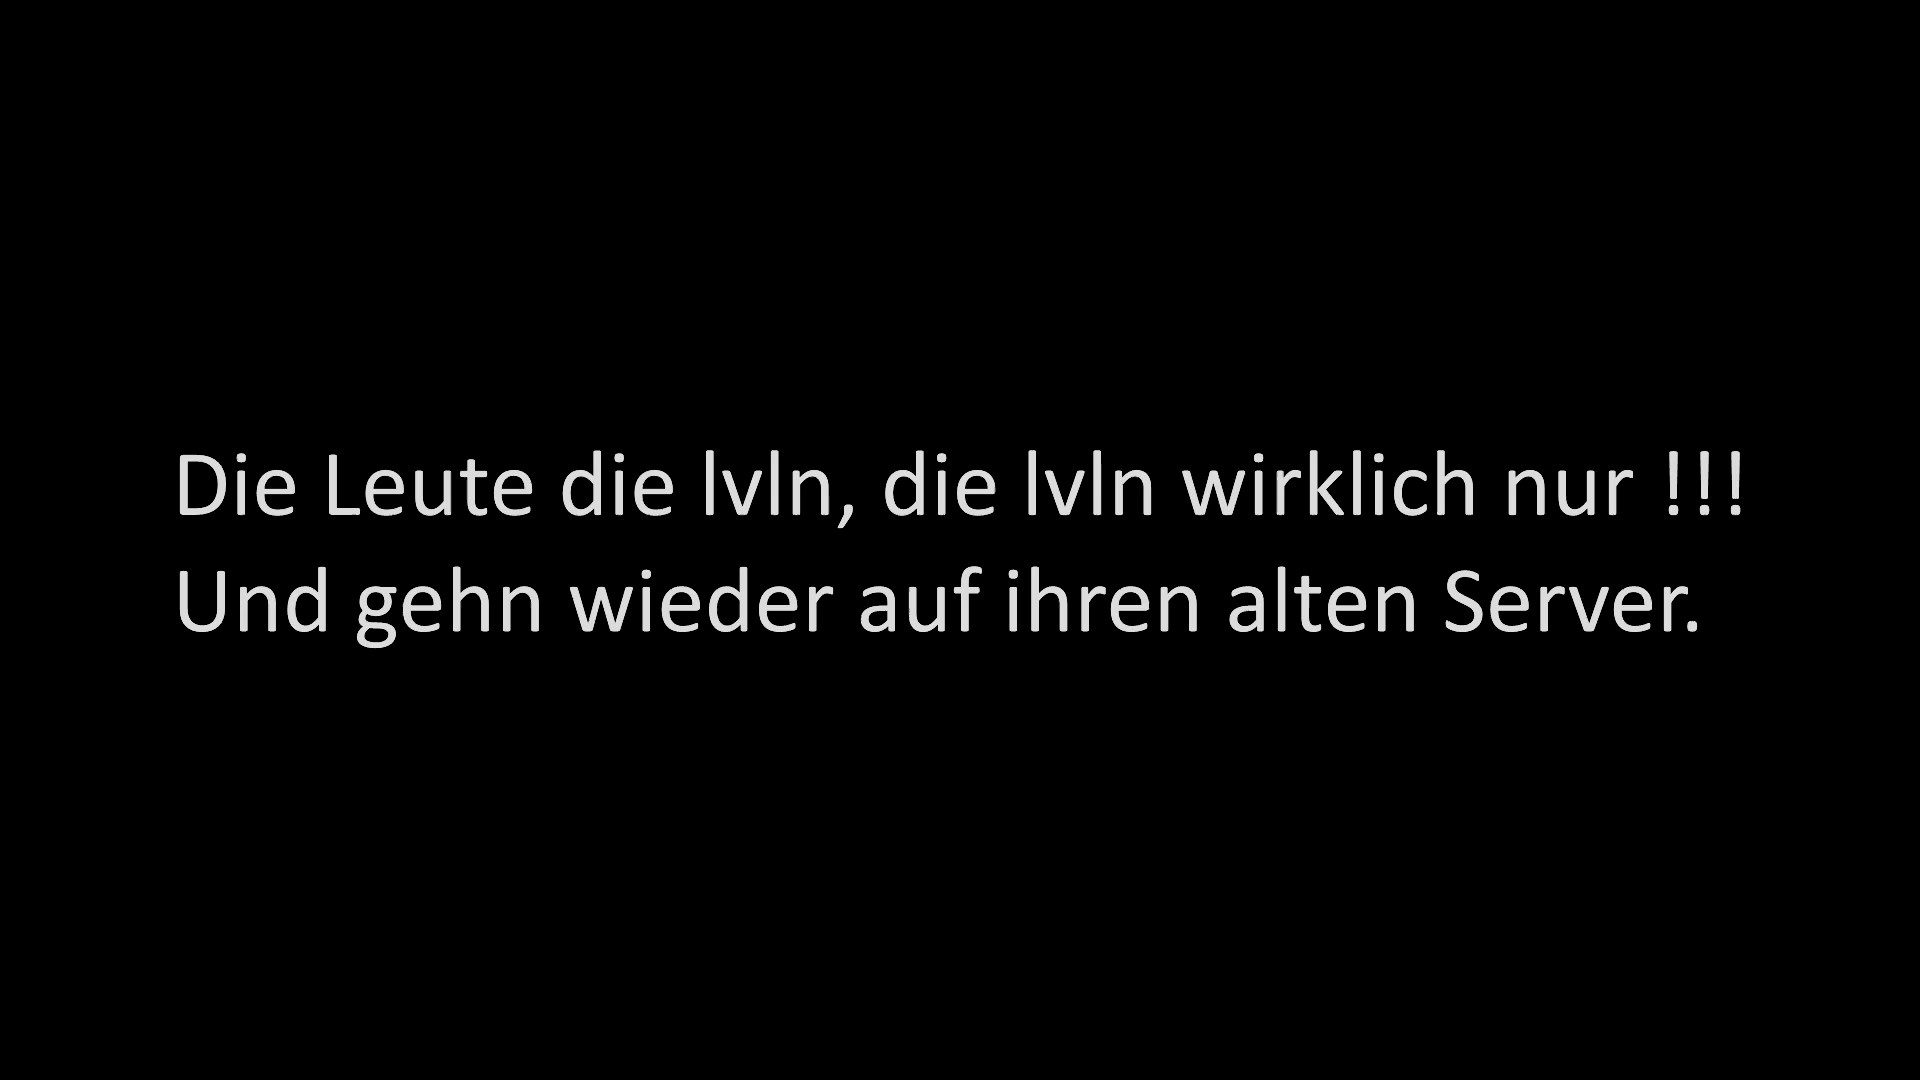 Die Leute die lvln, die lvln wirklich nur !!!
Und gehn wieder auf ihren alten Server.